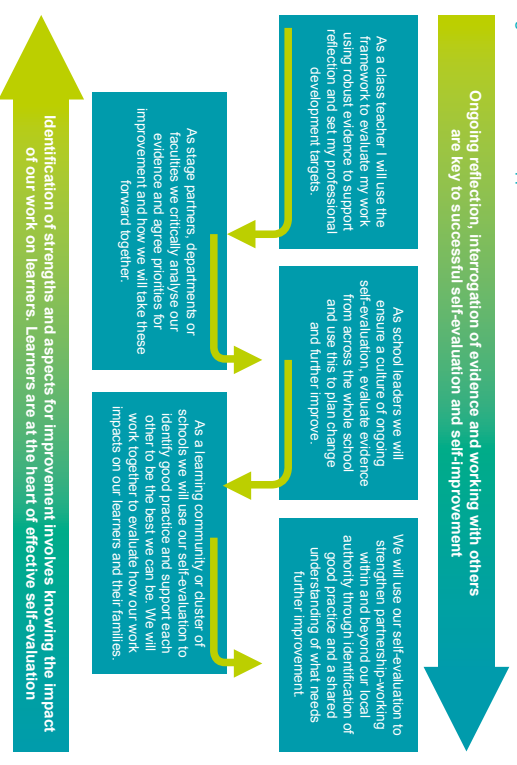 Ongoing reflection, interrogation of evidence and working with others
are key to successful self-evaluation and self-improvement
As a class teacher I will use the
framework to evaluate my work
using robust evidence to support
reflection and set my professional
development targets.
As stage partners, departments or
faculties we critically analyse our
evidence and agree priorities for
improvement and how we will take these
forward together.
As school leaders we will
ensure a culture of ongoing
self-evaluation, evaluate evidence
from across the whole school
and use this to plan change
and further improve.
As a learning community or cluster of
schools we will use our self-evaluation to
identify good practice and support each
other to be the best we can be. We will
work together to evaluate how our work
impacts on our learners and their families.
We will use our self-evaluation to
strengthen partneship-working
within and beyond our local
authority through identification of
good practice and a shared
understanding of what needs
further improvement.
Identification of strengths and aspects for improvement involves knowing the impact
of our work on learners. Learners are at the heart of effective self-evaluation